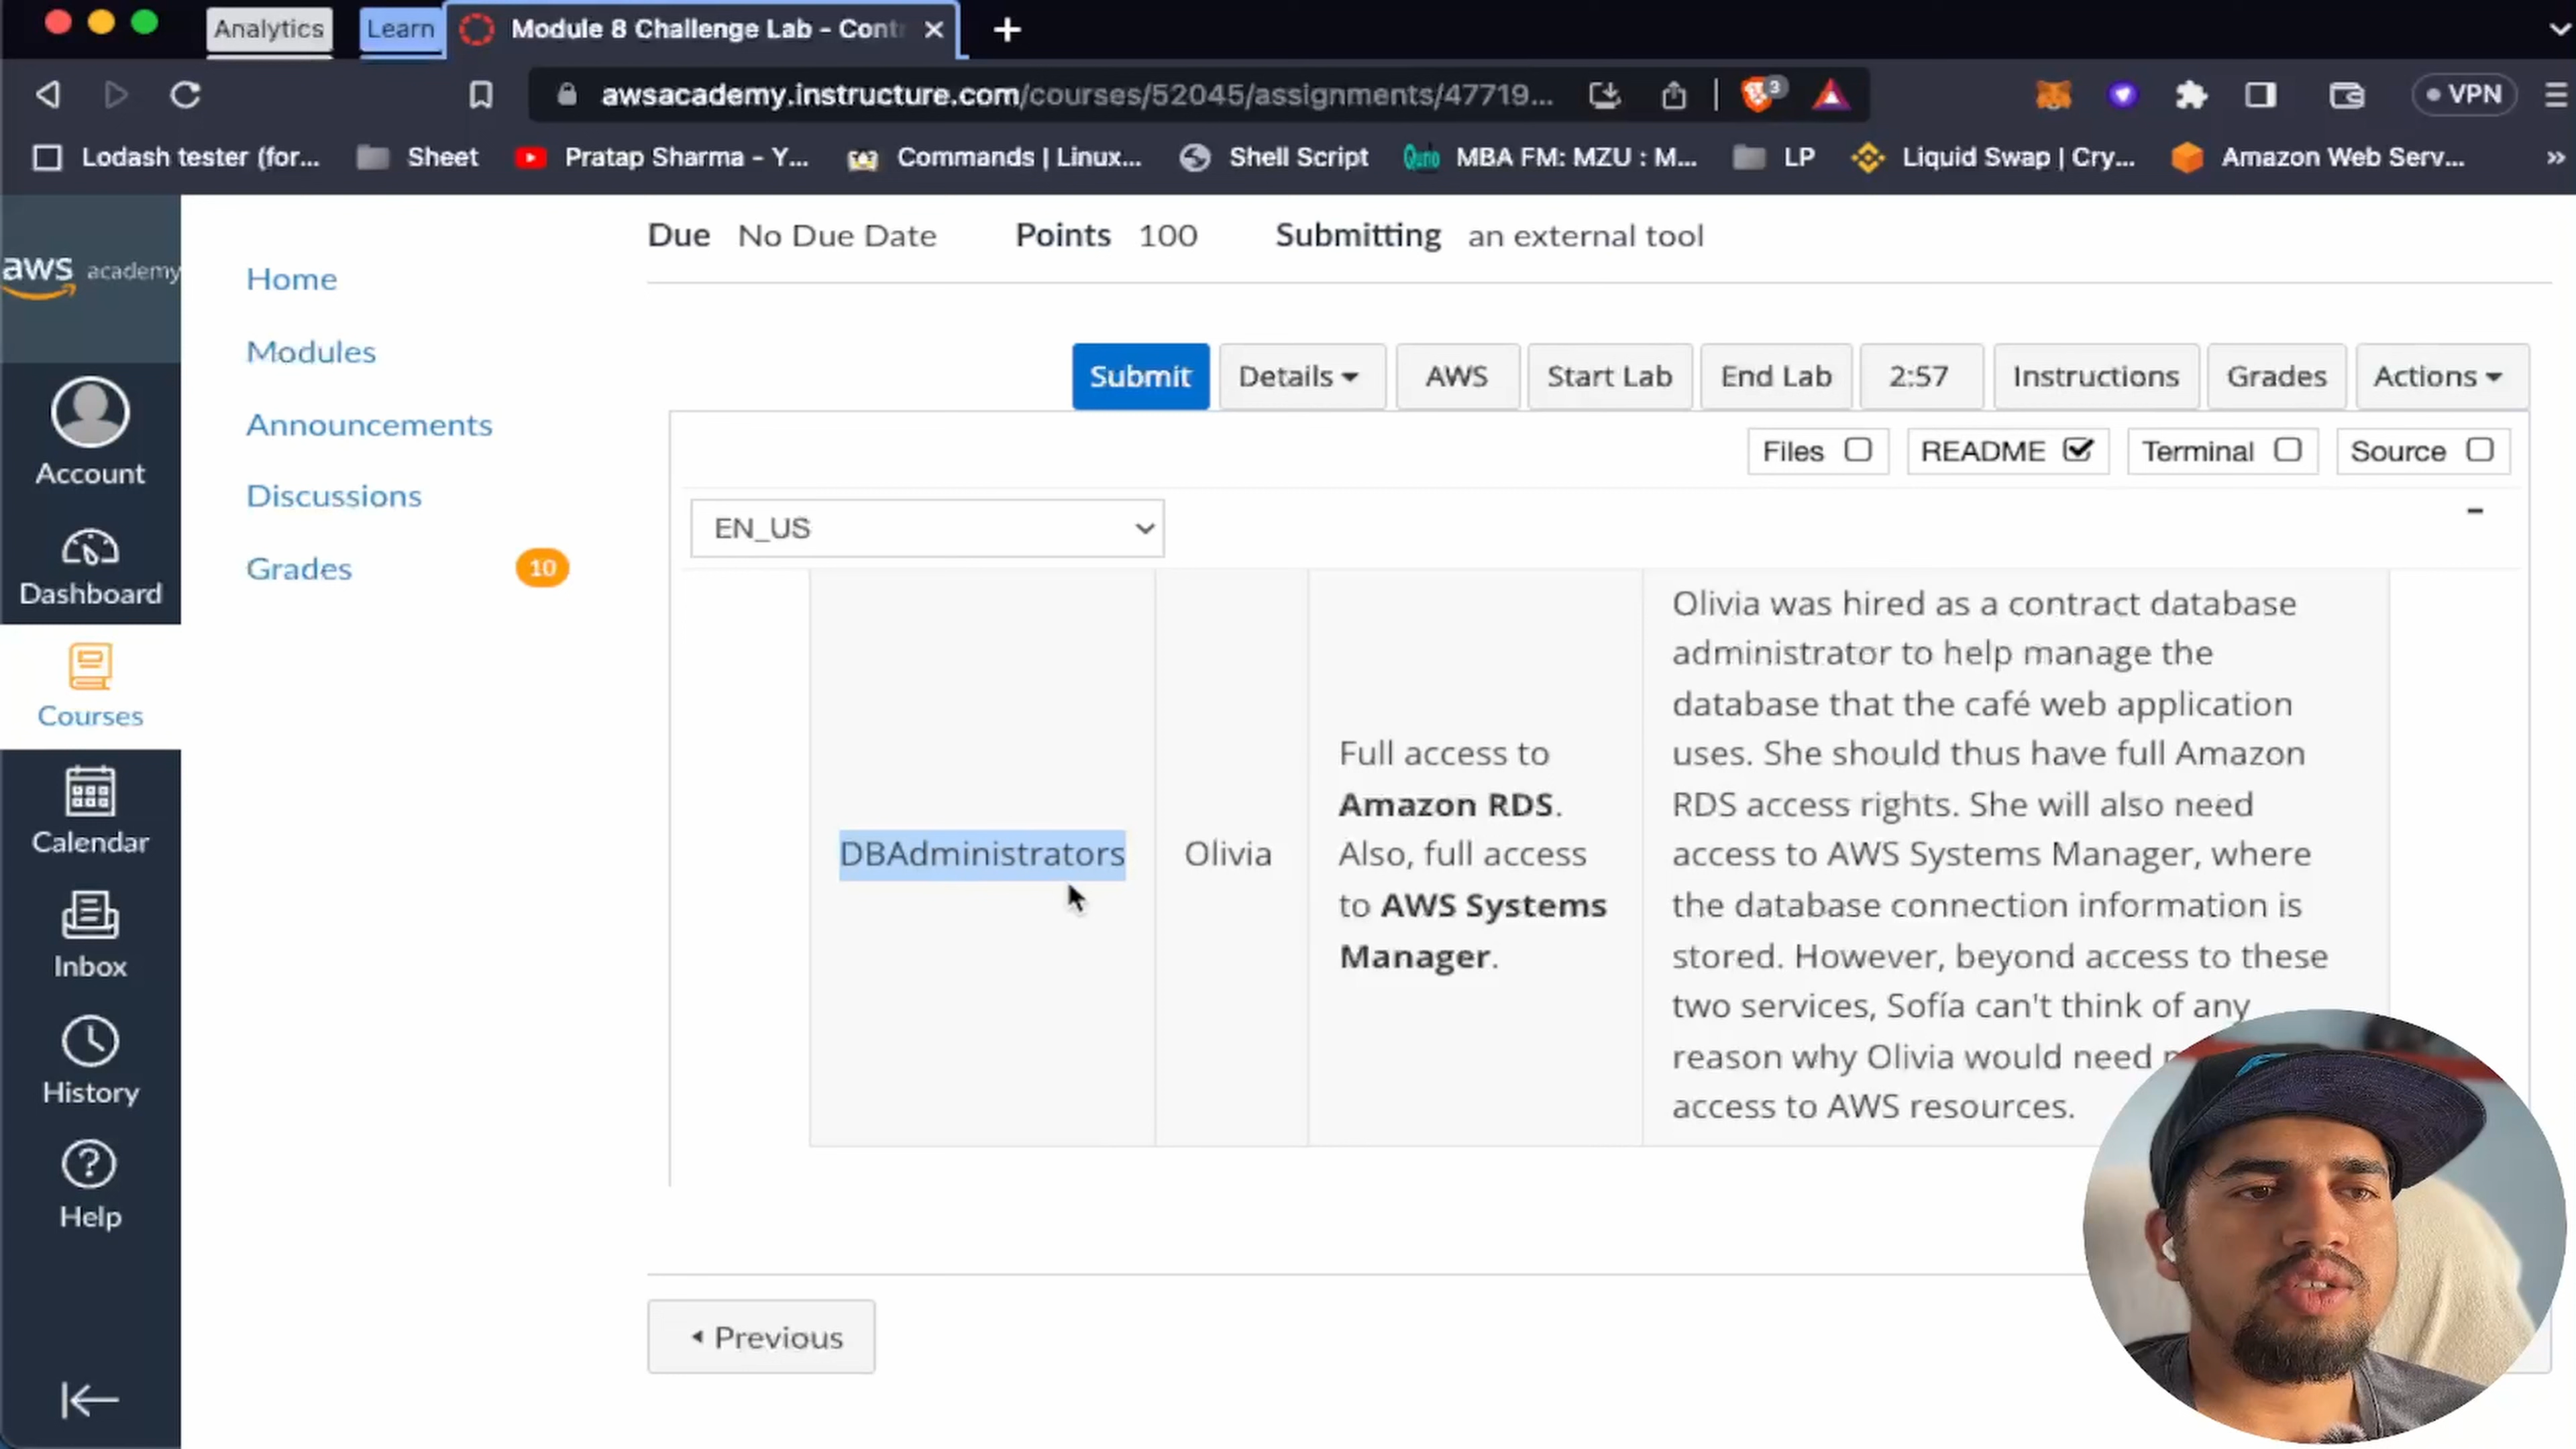 Analytics Learn Module 8 Challenge Lab - Cont
awsacademy.instructure.com/courses/52045/assignments/47719... 3 VPN
Lodash tester (for... Sheet Pratap Sharma - Y... Commands | Linux... Shell Script MBA FM: MZU : M... LP Liquid Swap | Cry... Amazon Web Serv... »
aws academy
Account
Dashboard
Courses
Calendar
Inbox
History
Help
Home
Modules
Announcements
Discussions
Grades 10
Due No Due Date Points 100 Submitting an external tool
Submit Details AWS Start Lab End Lab 2:57 Instructions Grades Actions
Files README Terminal Source
EN_US
DBAdministrators
Olivia
Full access to
Amazon RDS.
Also, full access
to AWS Systems
Manager.
Olivia was hired as a contract database
administrator to help manage the
database that the café web application
uses. She should thus have full Amazon
RDS access rights. She will also need
access to AWS Systems Manager, where
the database connection information is
stored. However, beyond access to these
two services, Sofía can't think of any
reason why Olivia would need
access to AWS resources.
Previous